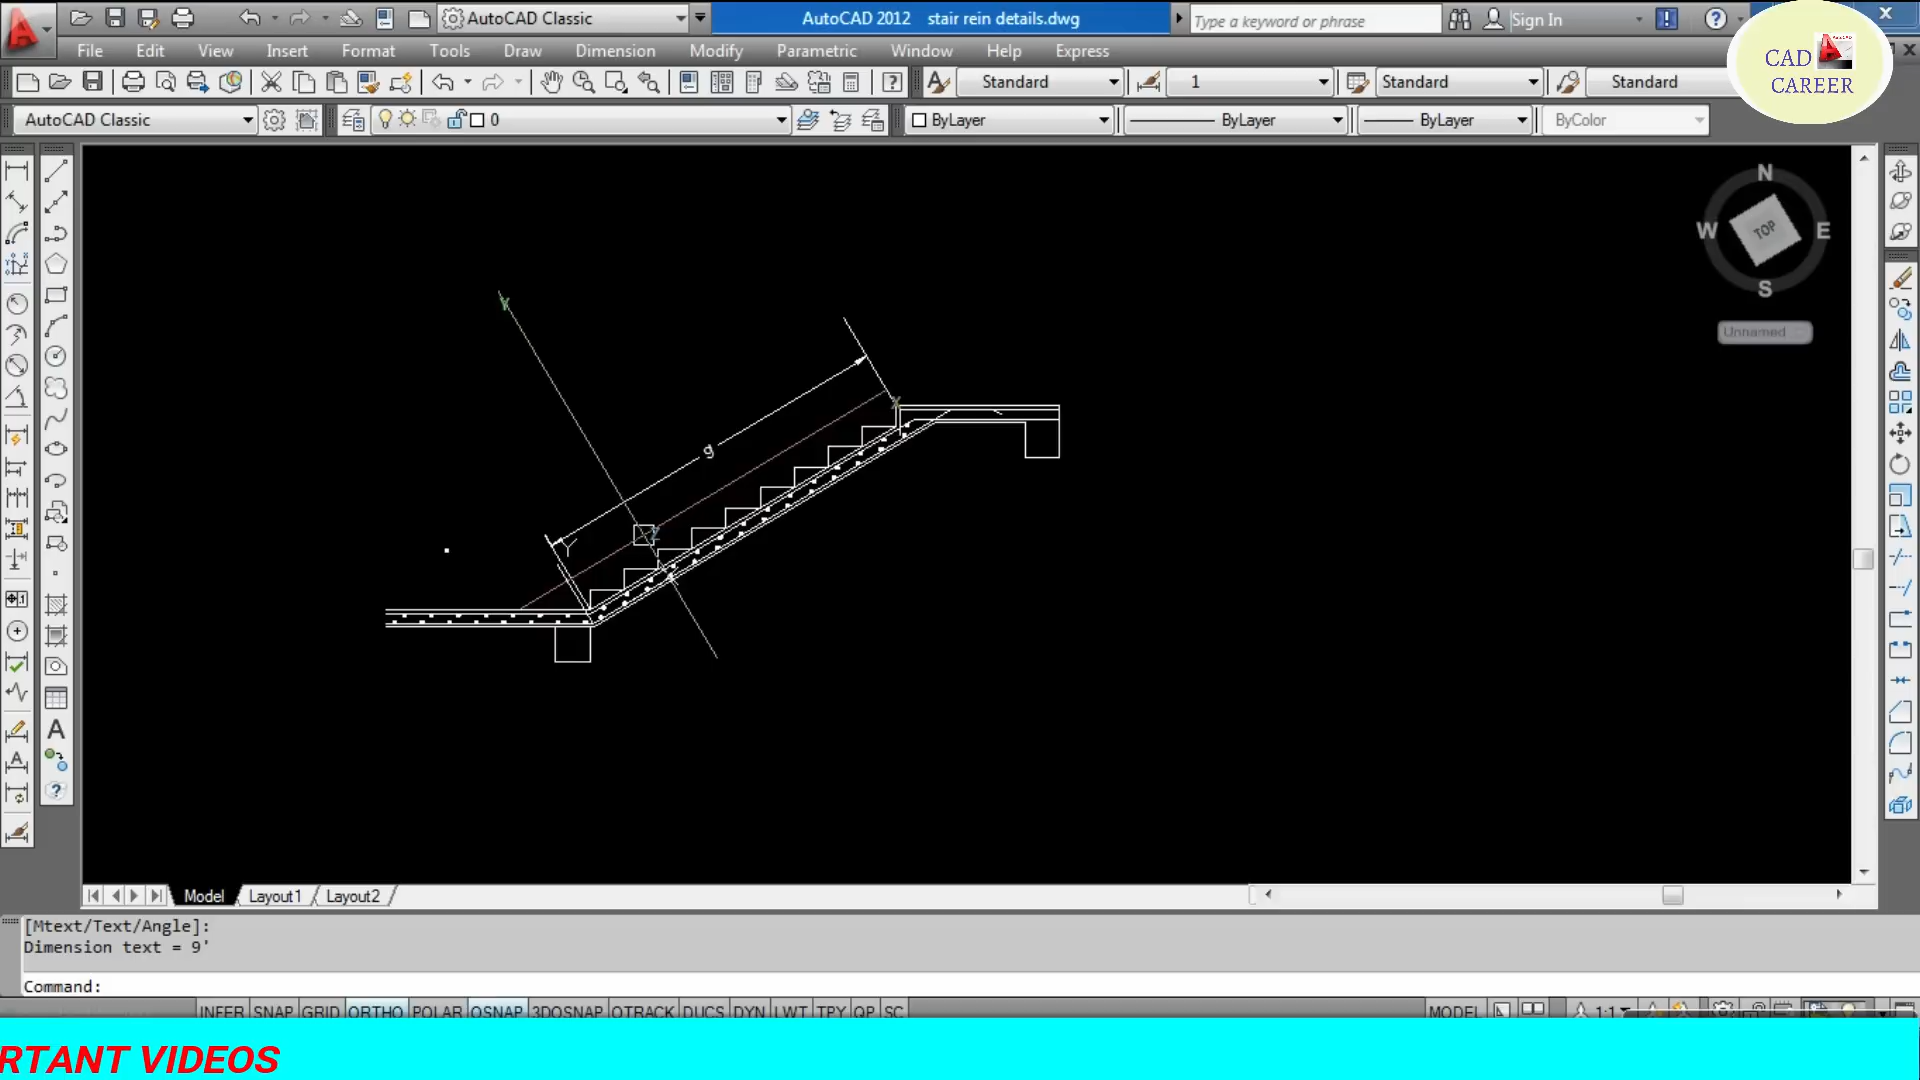 AutoCAD Classic
AutoCAD 2012 stair rein details.dwg
Type a keyword or phrase
Sign In
File Edit View Insert Format Tools Draw Dimension Modify Parametric Window Help Express
CAD
CAREER
Standard 1 Standard Standard
AutoCAD Classic 0 ByLayer ByLayer ByLayer ByColor
N
W TOP E
S
Unnamed
Y
X
g
Z
Model Layout1 Layout2
[Mtext/Text/Angle]:
Dimension text = 9'
Command:
INFER SNAP GRID ORTHO POLAR OSNAP 3DOSNAP OTRACK DUCS DYN LWT TPY QP SC MODEL 1:1
RTANT VIDEOS